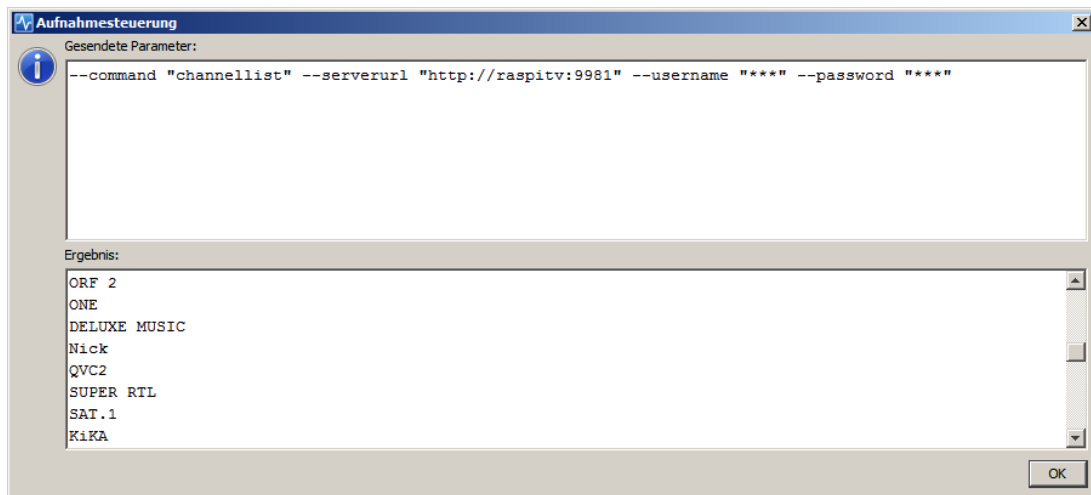 Aufnahmesteuerung
Gesendete Parameter:
--command "channellist" --serverurl "http://raspitv:9981" --username "***" --password "***"
Ergebnis:
ORF 2
ONE
DELUXE MUSIC
Nick
QVC2
SUPER RTL
SAT.1
KiKA
OK